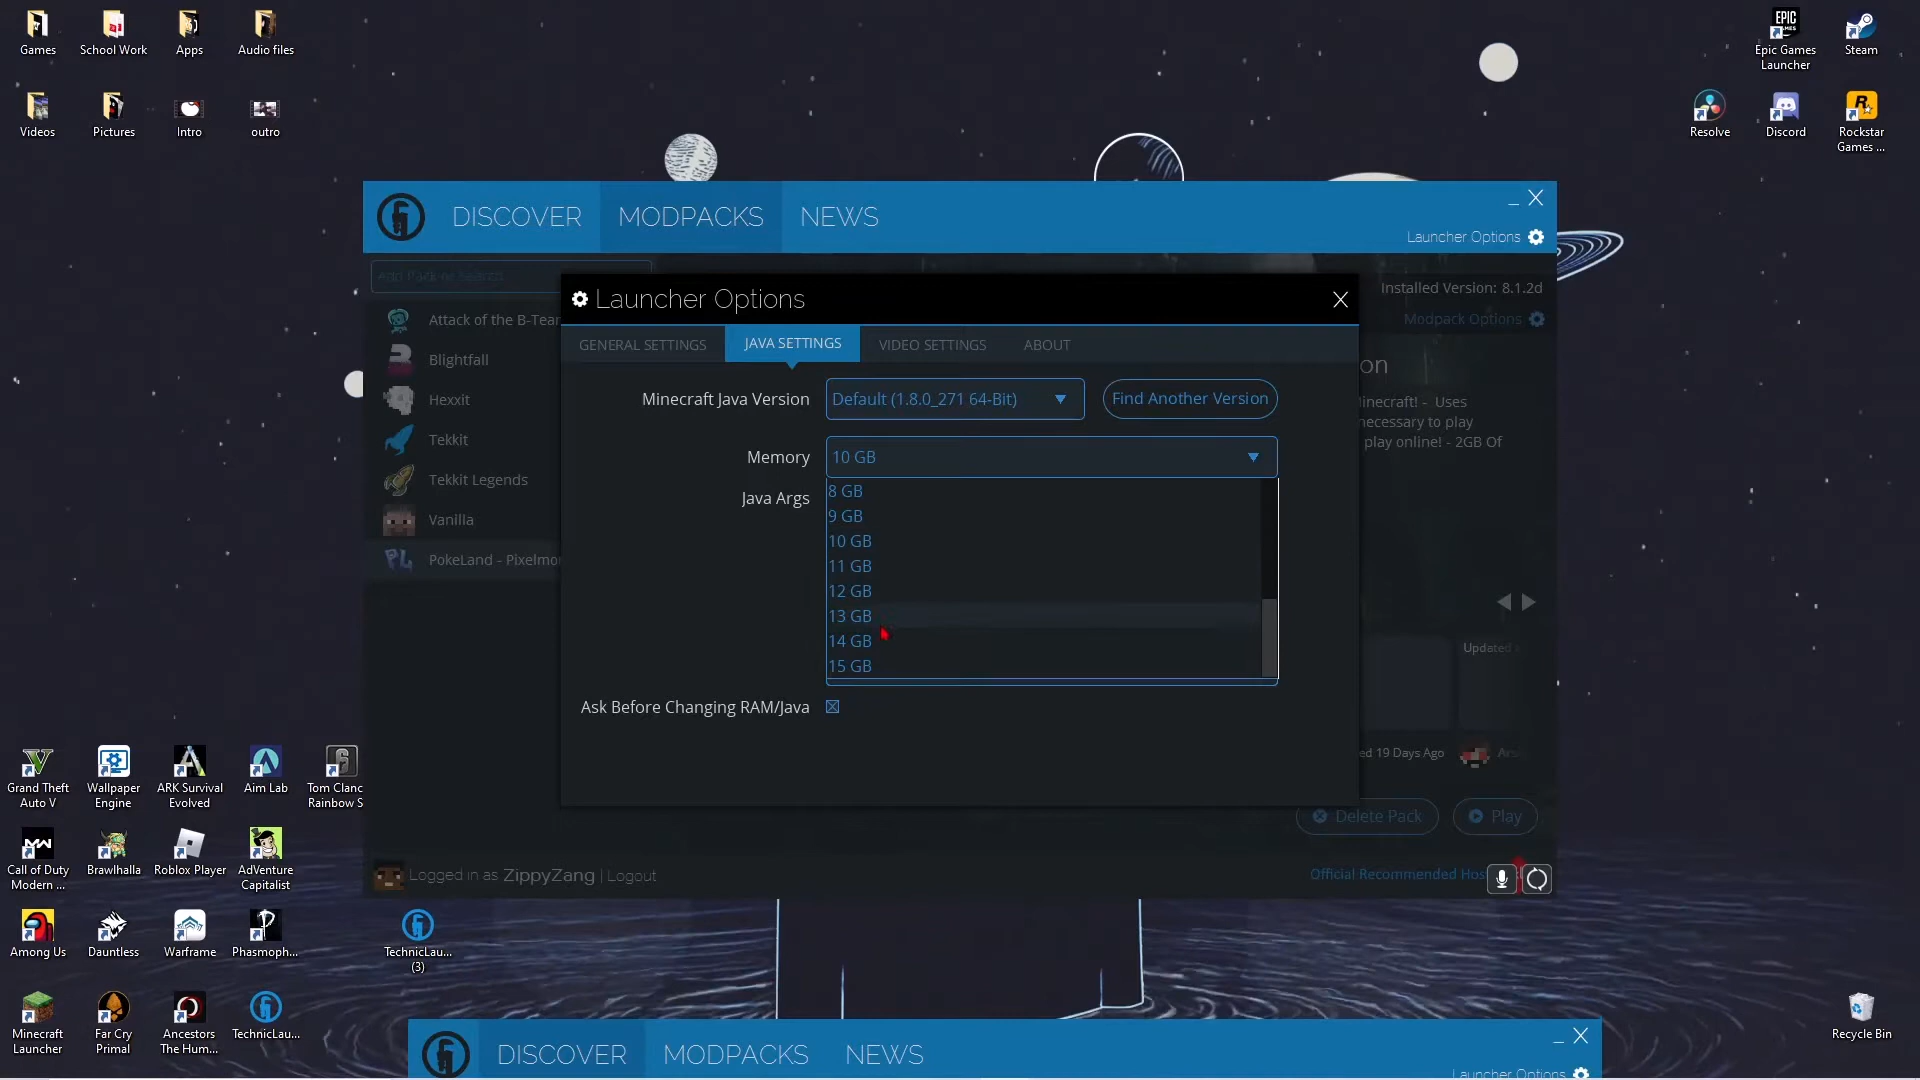 Games
School Work
Apps
Audio files
Videos
Pictures
Intro
outro
EPIC
GAMES
Epic Games
Launcher
Steam
Resolve
Discord
Rockstar
Games ...
DISCOVER
MODPACKS
NEWS
_ X
Launcher Options
Add Pack or Search
Attack of the B-Tear
Blightfall
Hexxit
Tekkit
Tekkit Legends
Vanilla
PokeLand - Pixelmo
Launcher Options
X
GENERAL SETTINGS
JAVA SETTINGS
VIDEO SETTINGS
ABOUT
Minecraft Java Version
Default (1.8.0_271 64-Bit)
Find Another Version
Memory
10 GB
Java Args
8 GB
9 GB
10 GB
11 GB
12 GB
13 GB
14 GB
15 GB
Ask Before Changing RAM/Java
Installed Version: 8.1.2d
Modpack Options
on
inecraft! - Uses
necessary to play
play online! - 2GB Of
Updated
ed 19 Days Ago
Ars
Delete Pack
Play
Logged in as ZippyZang | Logout
Official Recommended Hos
Grand Theft
Auto V
Wallpaper
Engine
ARK Survival
Evolved
Aim Lab
Tom Clanc
Rainbow S
Call of Duty
Modern ...
Brawlhalla
Roblox Player
AdVenture
Capitalist
Among Us
Dauntless
Warframe
Phasmoph...
TechnicLau...
(3)
Minecraft
Launcher
Far Cry
Primal
Ancestors
The Hum...
TechnicLau...
Recycle Bin
DISCOVER
MODPACKS
NEWS
_ X
Launcher Options